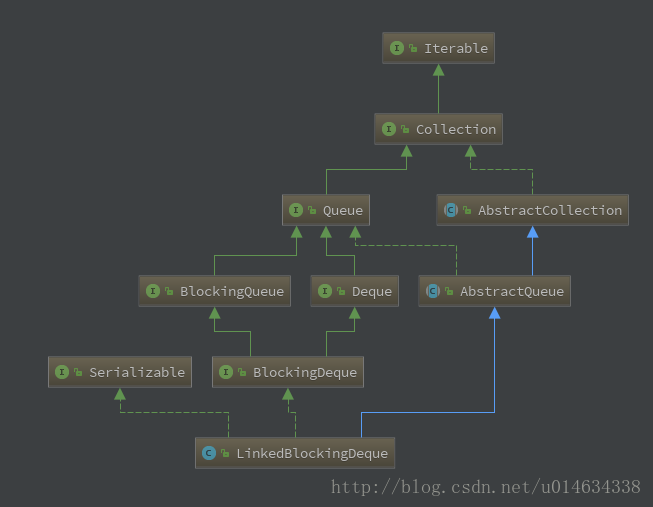 I Iterable
I Collection
I Queue
C AbstractCollection
I BlockingQueue
I Deque
C AbstractQueue
I Serializable
I BlockingDeque
C LinkedBlockingDeque
http://blog.csdn.net/u014634338